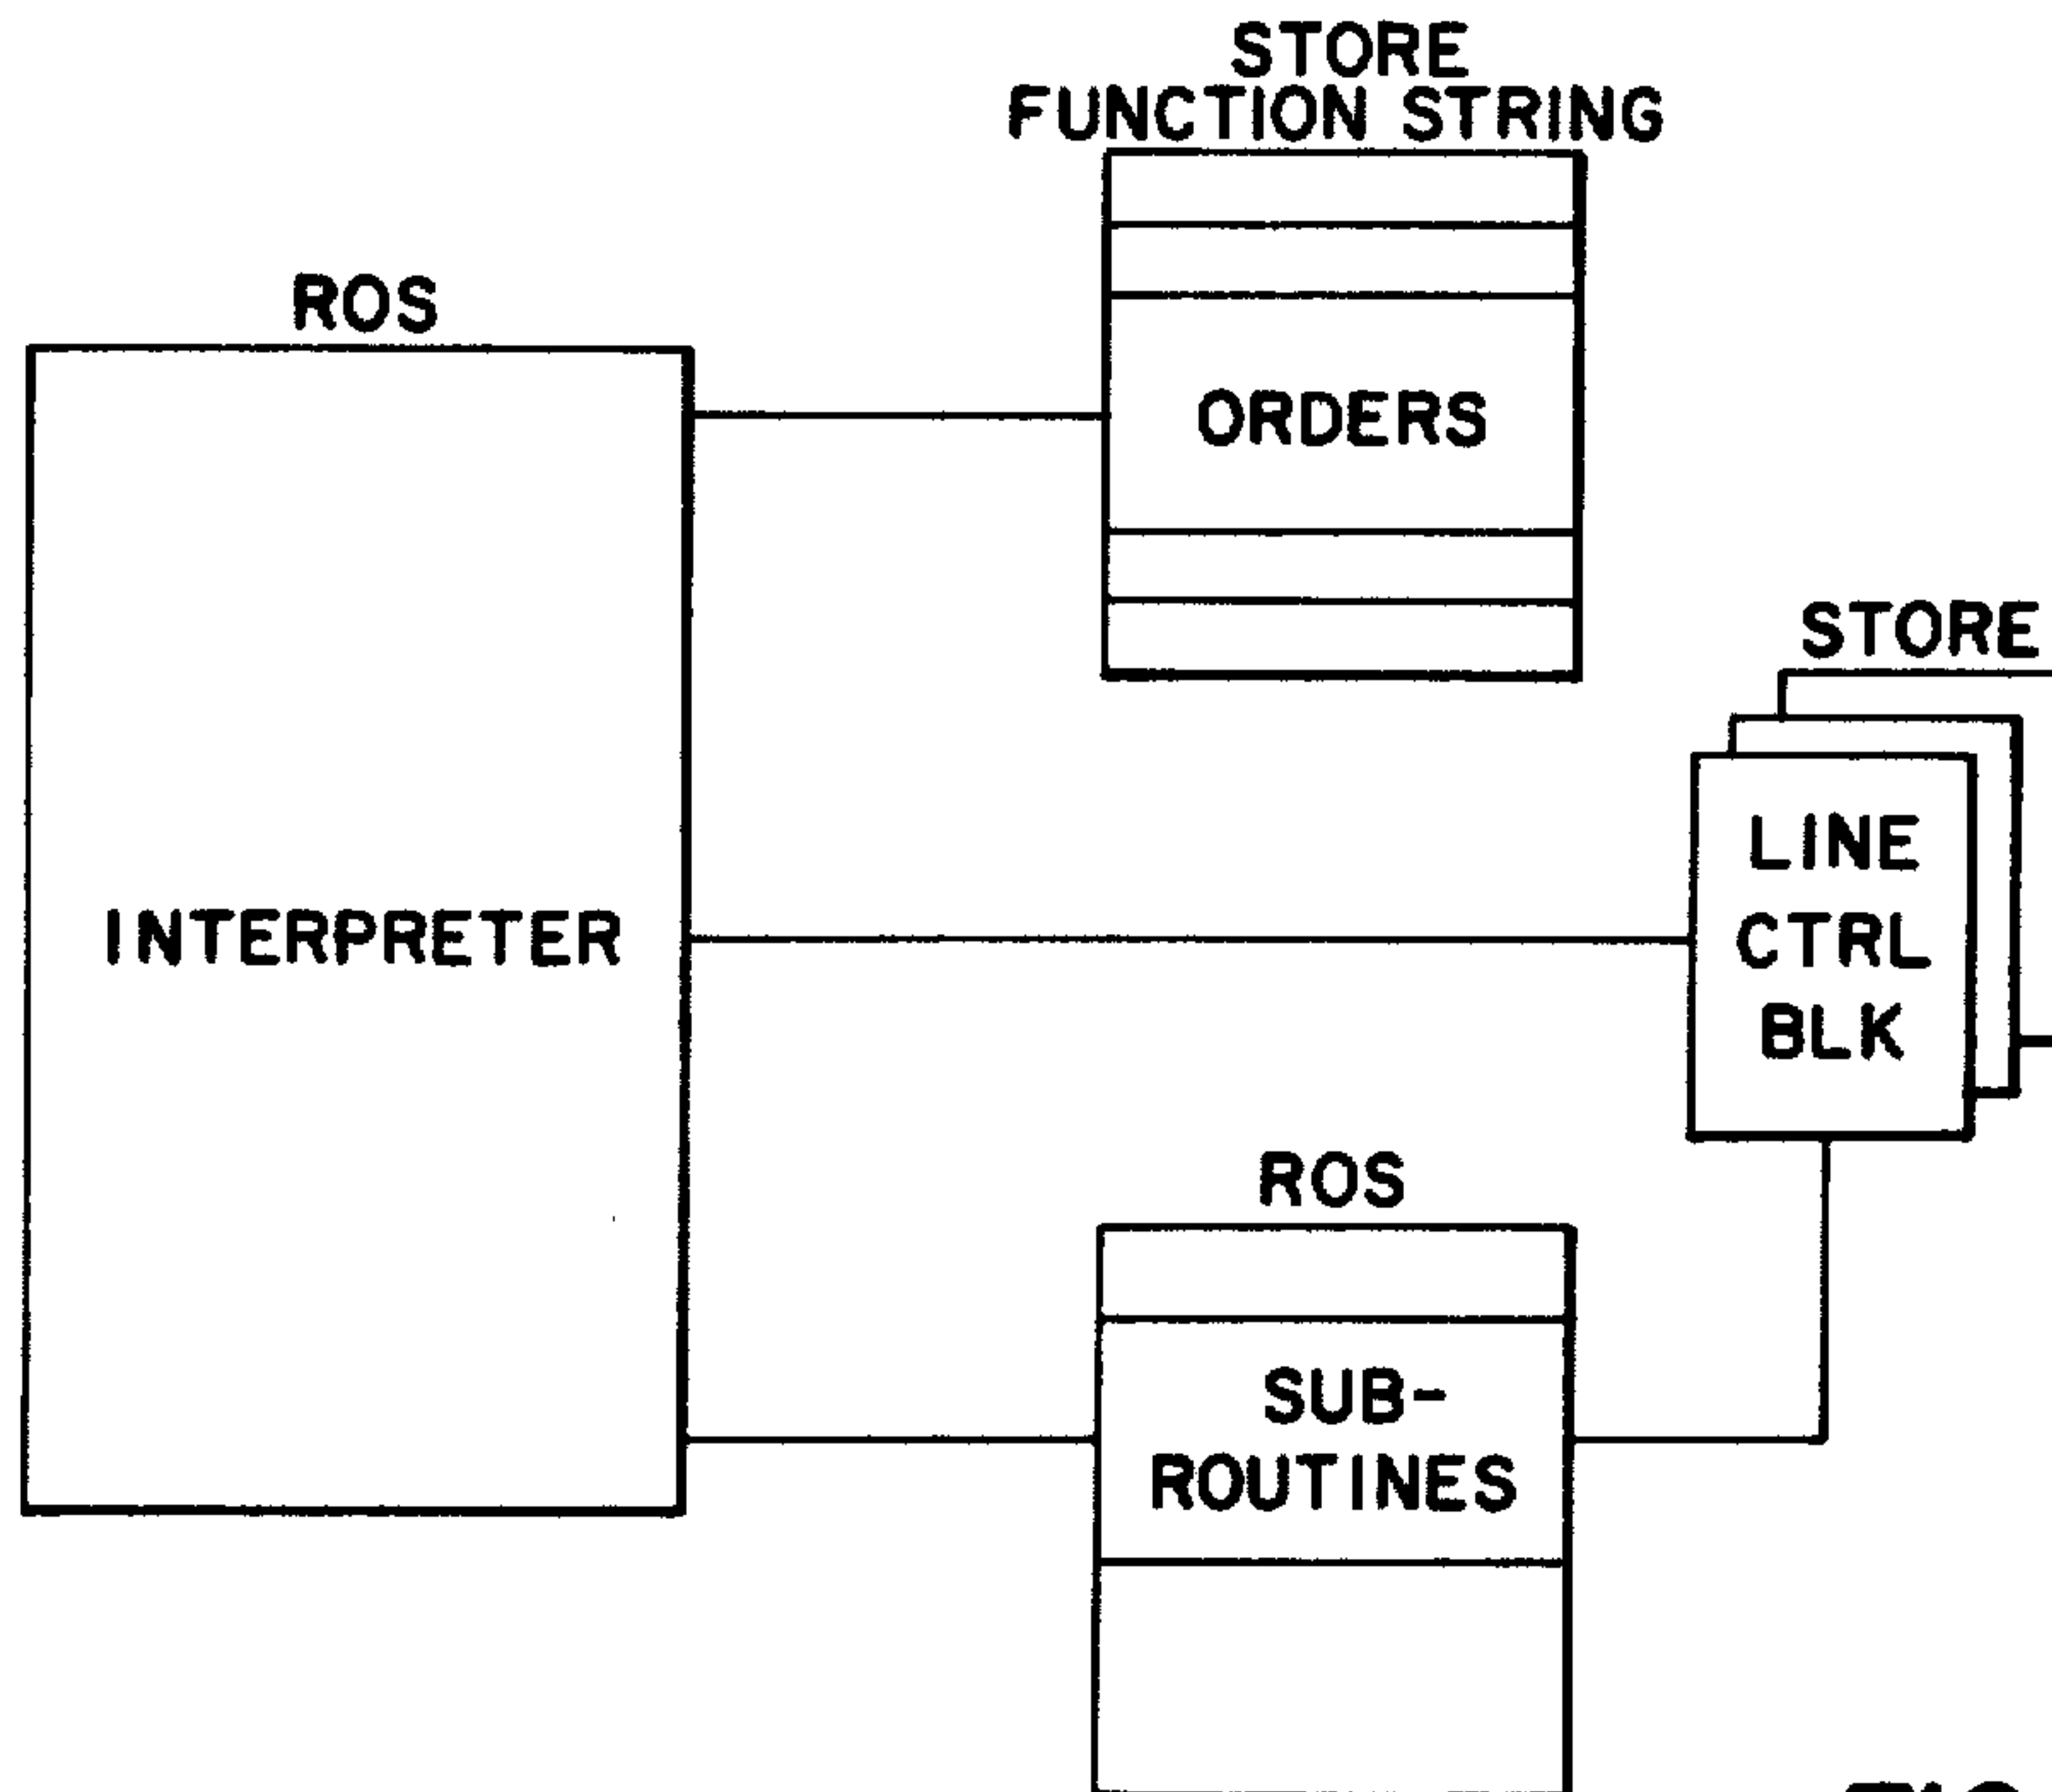 STORE
FUNCTION STRING
ROS
ORDERS
STORE
INTERPRETER
LINE
CTRL
BLK
ROS
SUB-
ROUTINES